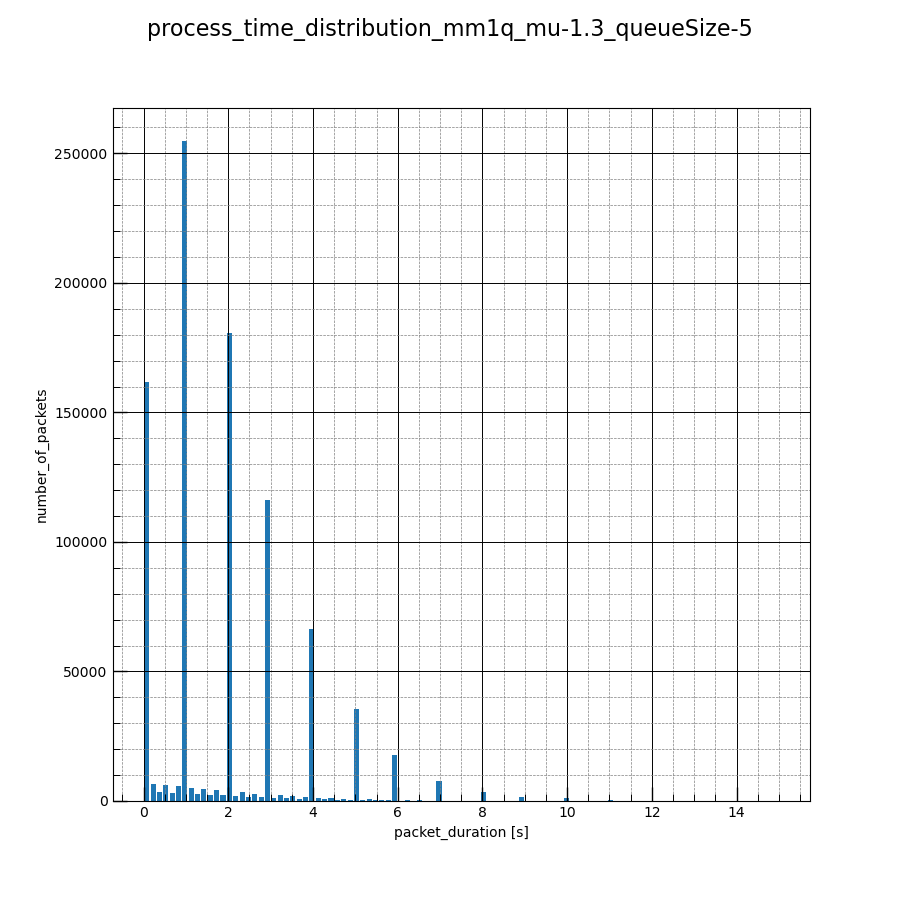 process_time_distribution_mm1q_mu-1.3_queueSize-5
250000
200000
150000
100000
50000
0
number_of_packets
0 2 4 6 8 10 12 14
packet_duration [s]